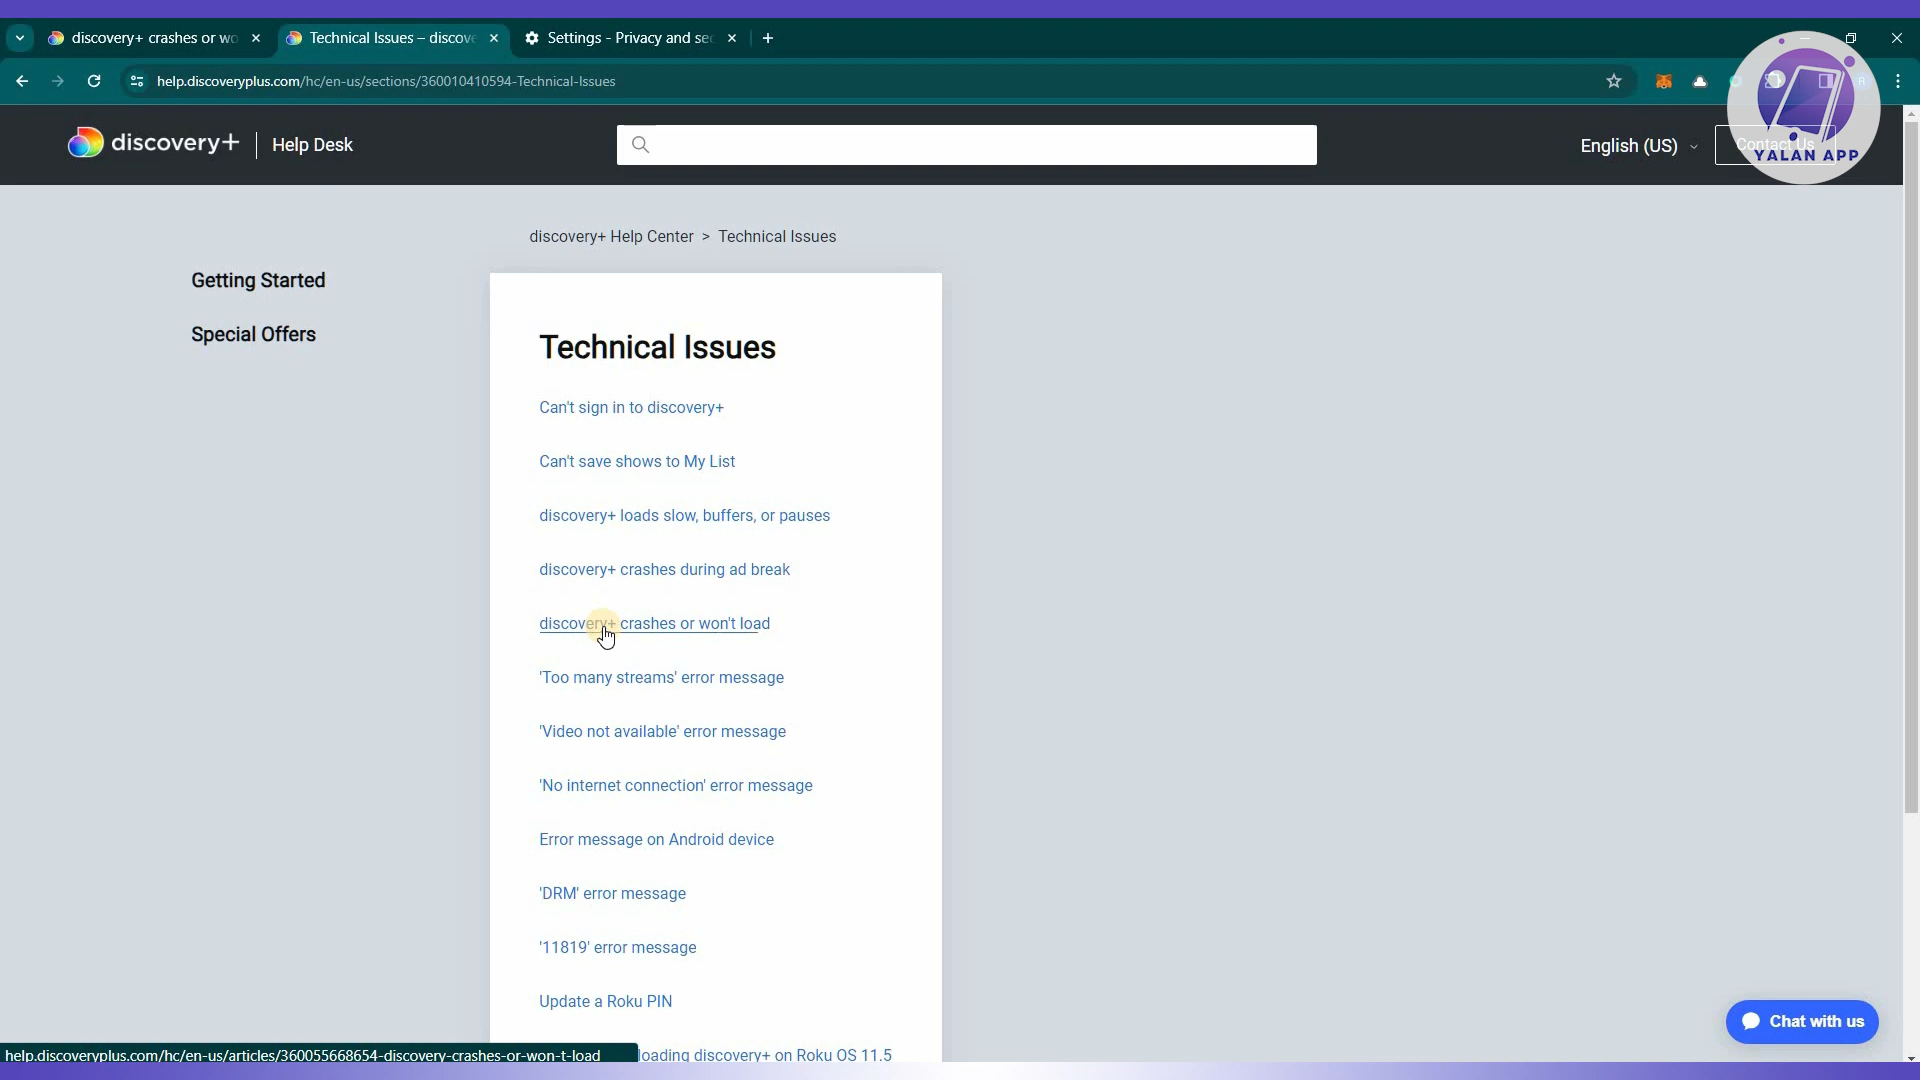 discovery+ crashes or wo
Technical Issues – discove
Settings - Privacy and sec
help.discoveryplus.com/hc/en-us/sections/360010410594-Technical-Issues
discovery+ Help Desk
English (US)
Contact Us
YALAN APP
discovery+ Help Center > Technical Issues
Getting Started
Special Offers
Technical Issues
Can't sign in to discovery+
Can't save shows to My List
discovery+ loads slow, buffers, or pauses
discovery+ crashes during ad break
discovery+ crashes or won't load
'Too many streams' error message
'Video not available' error message
'No internet connection' error message
Error message on Android device
'DRM' error message
'11819' error message
Update a Roku PIN
loading discovery+ on Roku OS 11.5
Chat with us
help.discoveryplus.com/hc/en-us/articles/360055668654-discovery-crashes-or-won-t-load